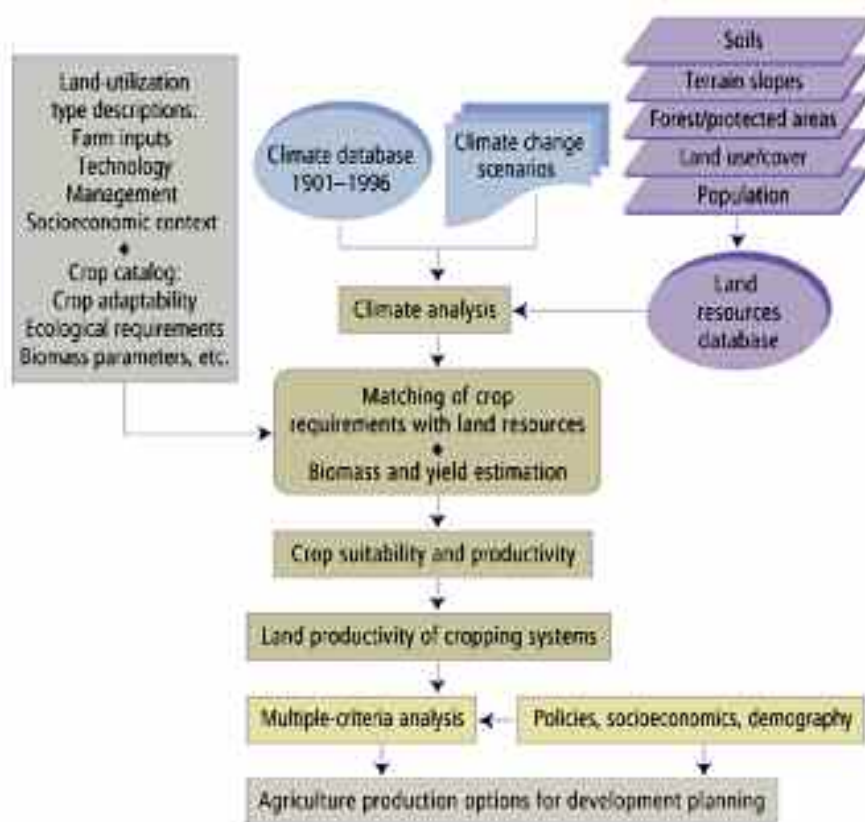 Land-utilization
type descriptions:
Farm inputs
Technology
Management
Socioeconomic context
♦
Crop catalog:
Crop adaptability
Ecological requirements
Biomass parameters, etc.
Climate database
1901–1996
Climate change
scenarios
Soils
Terrain slopes
Forest/protected areas
Land use/cover
Population
Land
resources
database
Climate analysis
Matching of crop
requirements with land resources
♦
Biomass and yield estimation
Crop suitability and productivity
Land productivity of cropping systems
Multiple-criteria analysis
Policies, socioeconomics, demography
Agriculture production options for development planning